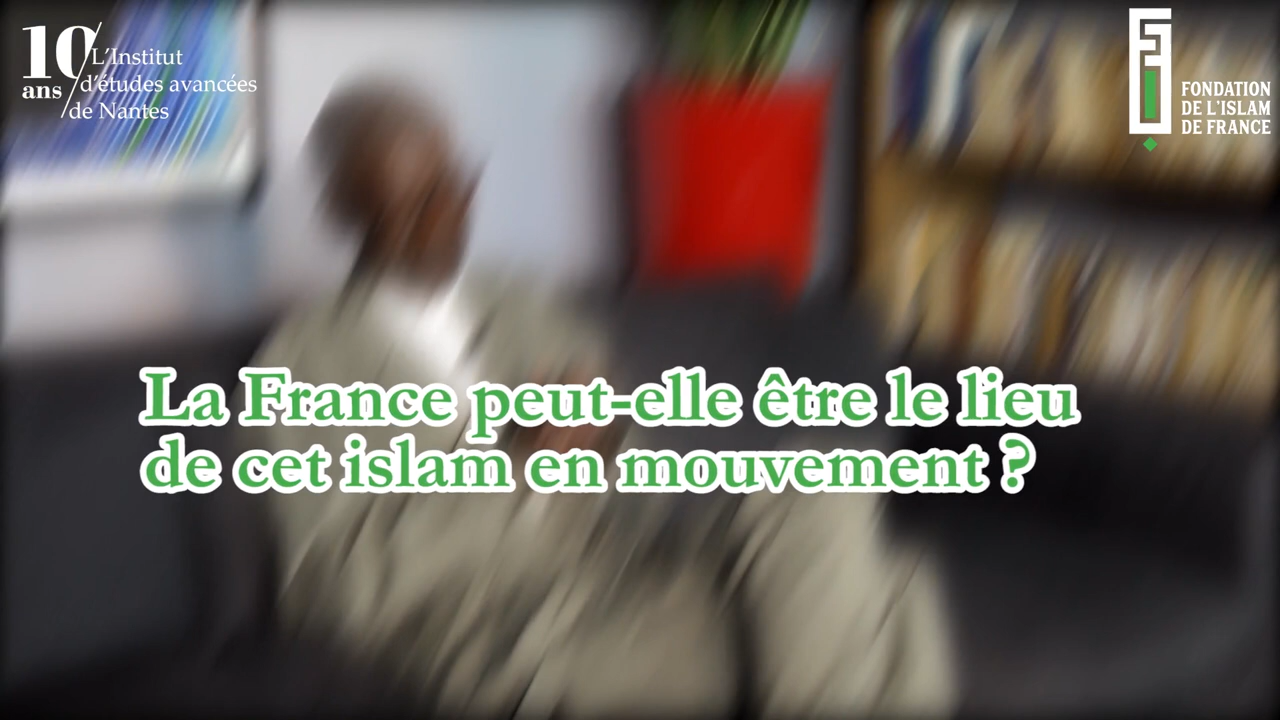 10
ans
L'Institut
d'études avancées
de Nantes
FONDATION
DE L'ISLAM
DE FRANCE
La France peut-elle être le lieu
de cet islam en mouvement ?